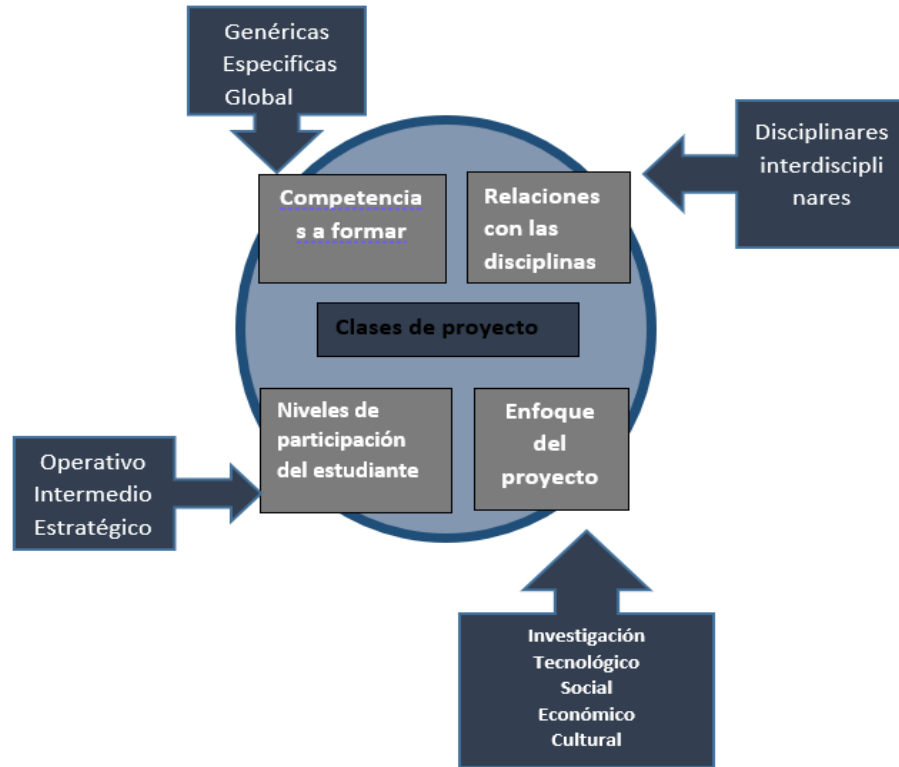 Genéricas
Especificas
Global
Disciplinares
interdiscipli
nares
Competencia
s a formar
Relaciones
con las
disciplinas
Clases de proyecto
Niveles de
participación
del estudiante
Enfoque
del
proyecto
Operativo
Intermedio
Estratégico
Investigación
Tecnológico
Social
Económico
Cultural